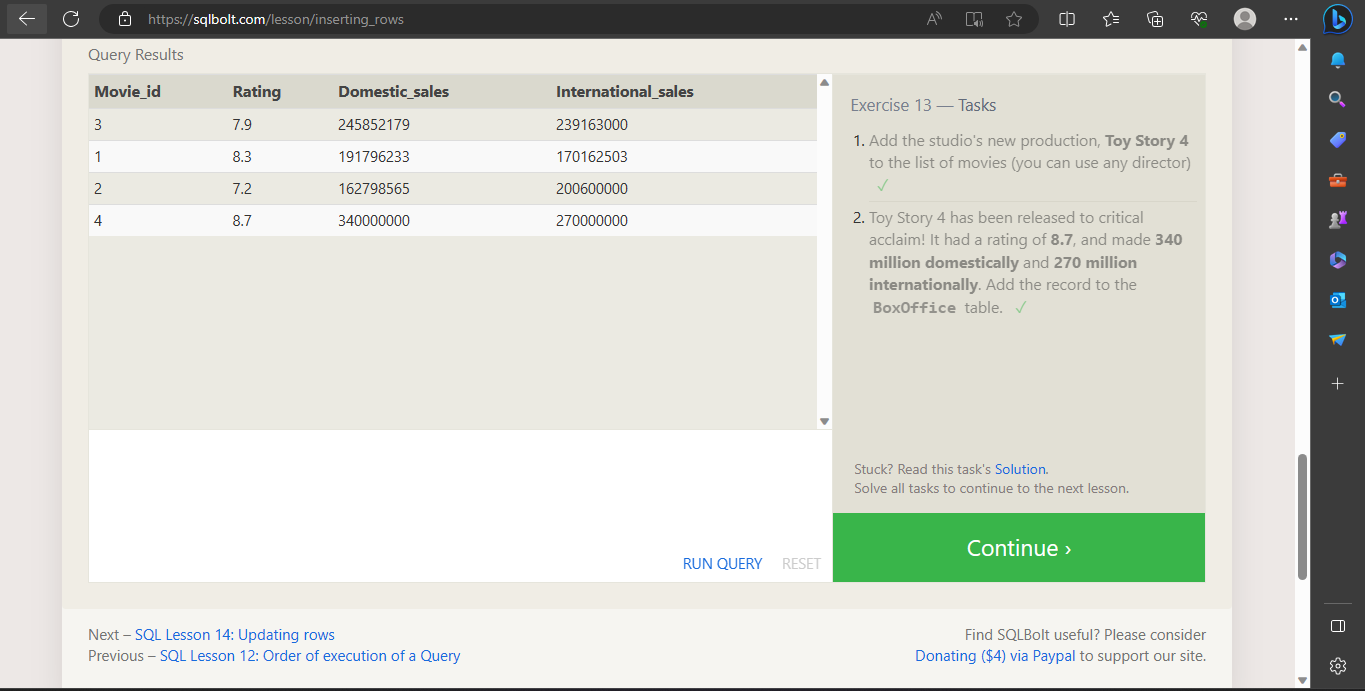 https://sqlbolt.com/lesson/inserting_rows
Query Results
Movie_id Rating Domestic_sales International_sales
3 7.9 245852179 239163000
1 8.3 191796233 170162503
2 7.2 162798565 200600000
4 8.7 340000000 270000000
RUN QUERY RESET
Exercise 13 — Tasks
1. Add the studio's new production, Toy Story 4
to the list of movies (you can use any director)
✓
2. Toy Story 4 has been released to critical
acclaim! It had a rating of 8.7, and made 340
million domestically and 270 million
internationally. Add the record to the
BoxOffice table. ✓
Stuck? Read this task's Solution.
Solve all tasks to continue to the next lesson.
Continue ›
Next – SQL Lesson 14: Updating rows
Previous – SQL Lesson 12: Order of execution of a Query
Find SQLBolt useful? Please consider
Donating ($4) via Paypal to support our site.